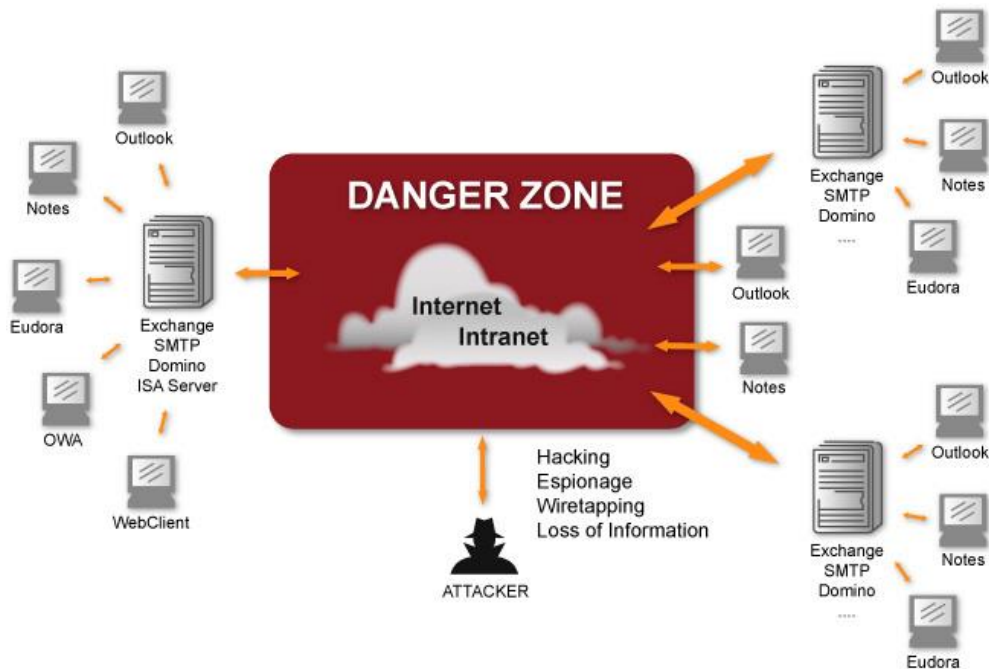 Outlook
Notes
Eudora
OWA
WebClient
Exchange
SMTP
Domino
ISA Server
DANGER ZONE
Internet
Intranet
Hacking
Espionage
Wiretapping
Loss of Information
ATTACKER
Outlook
Notes
Exchange
SMTP
Domino
....
Outlook
Notes
Eudora
Exchange
SMTP
Domino
....
Outlook
Notes
Eudora